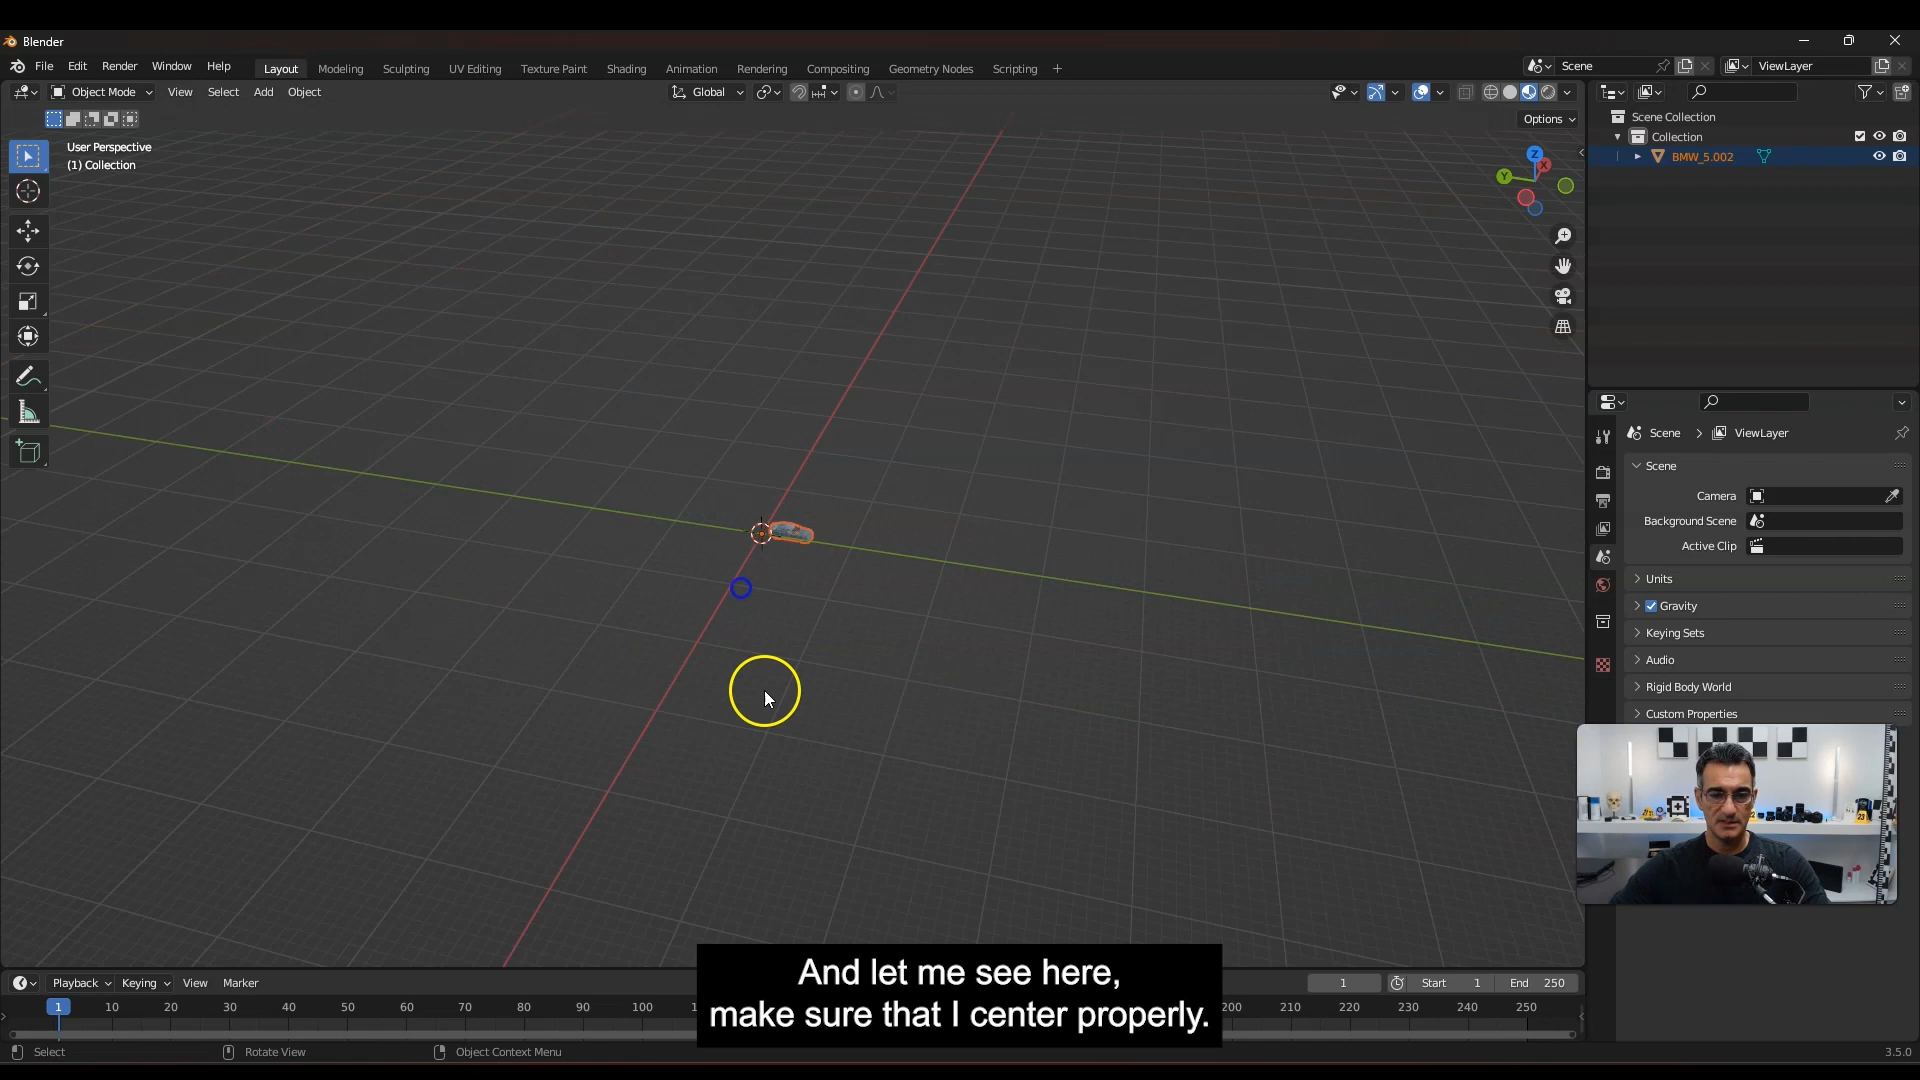 Blender
File Edit Render Window Help
Layout Modeling Sculpting UV Editing Texture Paint Shading Animation Rendering Compositing Geometry Nodes Scripting +
Scene
ViewLayer
Object Mode View Select Add Object
Global
Options
User Perspective
(1) Collection
Z
X
Y
Scene Collection
Collection
BMW_5.002
Scene > ViewLayer
Scene
Camera
Background Scene
Active Clip
Units
Gravity
Keying Sets
Audio
Rigid Body World
Custom Properties
And let me see here,
make sure that I center properly.
Playback Keying View Marker
1 Start 1 End 250
1 10 20 30 40 50 60 70 80 90 100 200 210 220 230 240 250
Select Rotate View Object Context Menu
3.5.0